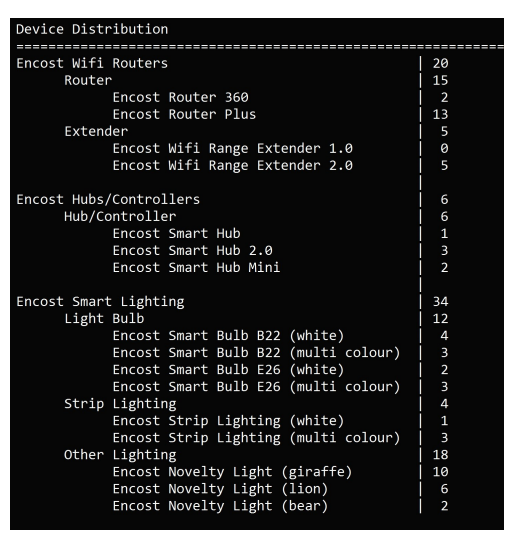 Device Distribution
=============================================================
Encost Wifi Routers | 20
Router | 15
Encost Router 360 | 2
Encost Router Plus | 13
Extender | 5
Encost Wifi Range Extender 1.0 | 0
Encost Wifi Range Extender 2.0 | 5
|
Encost Hubs/Controllers | 6
Hub/Controller | 6
Encost Smart Hub | 1
Encost Smart Hub 2.0 | 3
Encost Smart Hub Mini | 2
|
Encost Smart Lighting | 34
Light Bulb | 12
Encost Smart Bulb B22 (white) | 4
Encost Smart Bulb B22 (multi colour) | 3
Encost Smart Bulb E26 (white) | 2
Encost Smart Bulb E26 (multi colour) | 3
Strip Lighting | 4
Encost Strip Lighting (white) | 1
Encost Strip Lighting (multi colour) | 3
Other Lighting | 18
Encost Novelty Light (giraffe) | 10
Encost Novelty Light (lion) | 6
Encost Novelty Light (bear) | 2